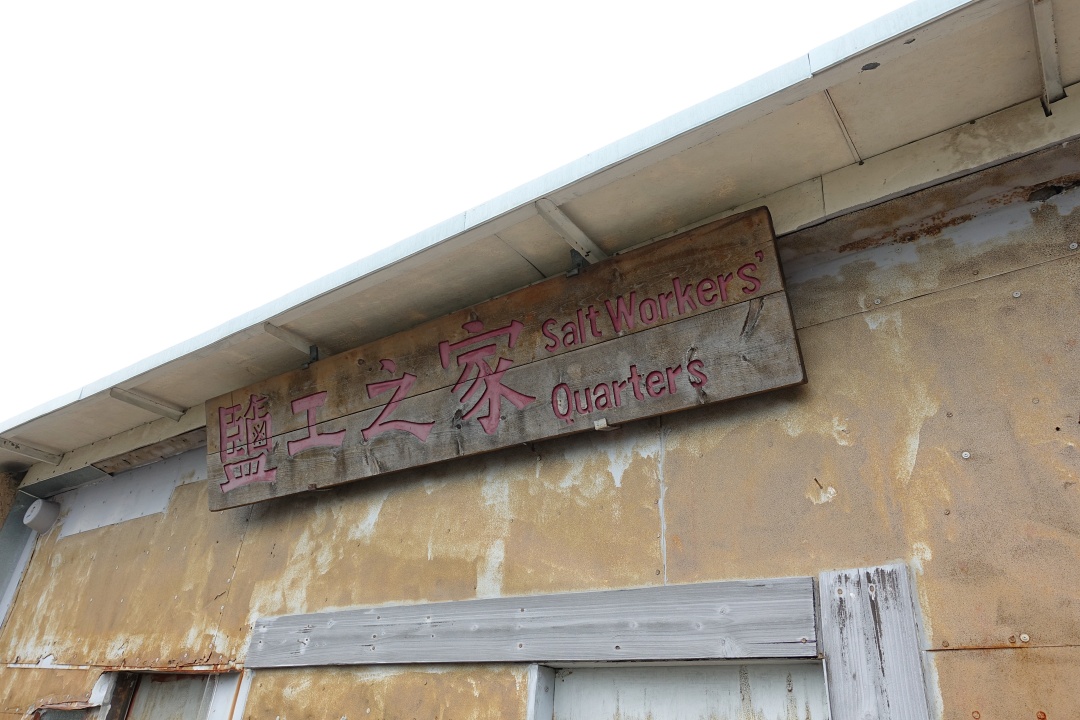 鹽工之家
Salt Workers'
Quarters